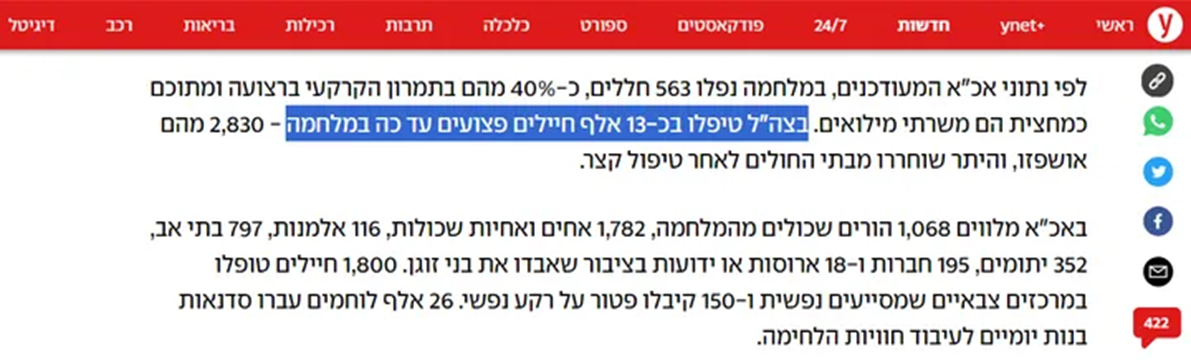 ראשי ynet+ חדשות 24/7 פודקאסטים ספורט כלכלה תרבות רכילות בריאות רכב דיגיטל
לפי נתוני אכ"א המעודכנים, במלחמה נפלו 563 חללים, כ-40% מהם בתמרון הקרקעי ברצועה ומתוכם
כמחצית הם משרתי מילואים. בצה"ל טיפלו בכ-13 אלף חיילים פצועים עד כה במלחמה - 2,830 מהם
אושפזו, והיתר שוחררו מבתי החולים לאחר טיפול קצר.
באכ"א מלווים 1,068 הורים שכולים מהמלחמה, 1,782 אחים ואחיות שכולות, 116 אלמנות, 797 בתי אב,
352 יתומים, 195 חברות ו-18 ארוסות או ידועות בציבור שאבדו את בני זוגן. 1,800 חיילים טופלו
במרכזים צבאיים שמסייעים נפשית ו-150 קיבלו פטור על רקע נפשי. 26 אלף לוחמים עברו סדנאות
בנות יומיים לעיבוד חוויות הלחימה.
422